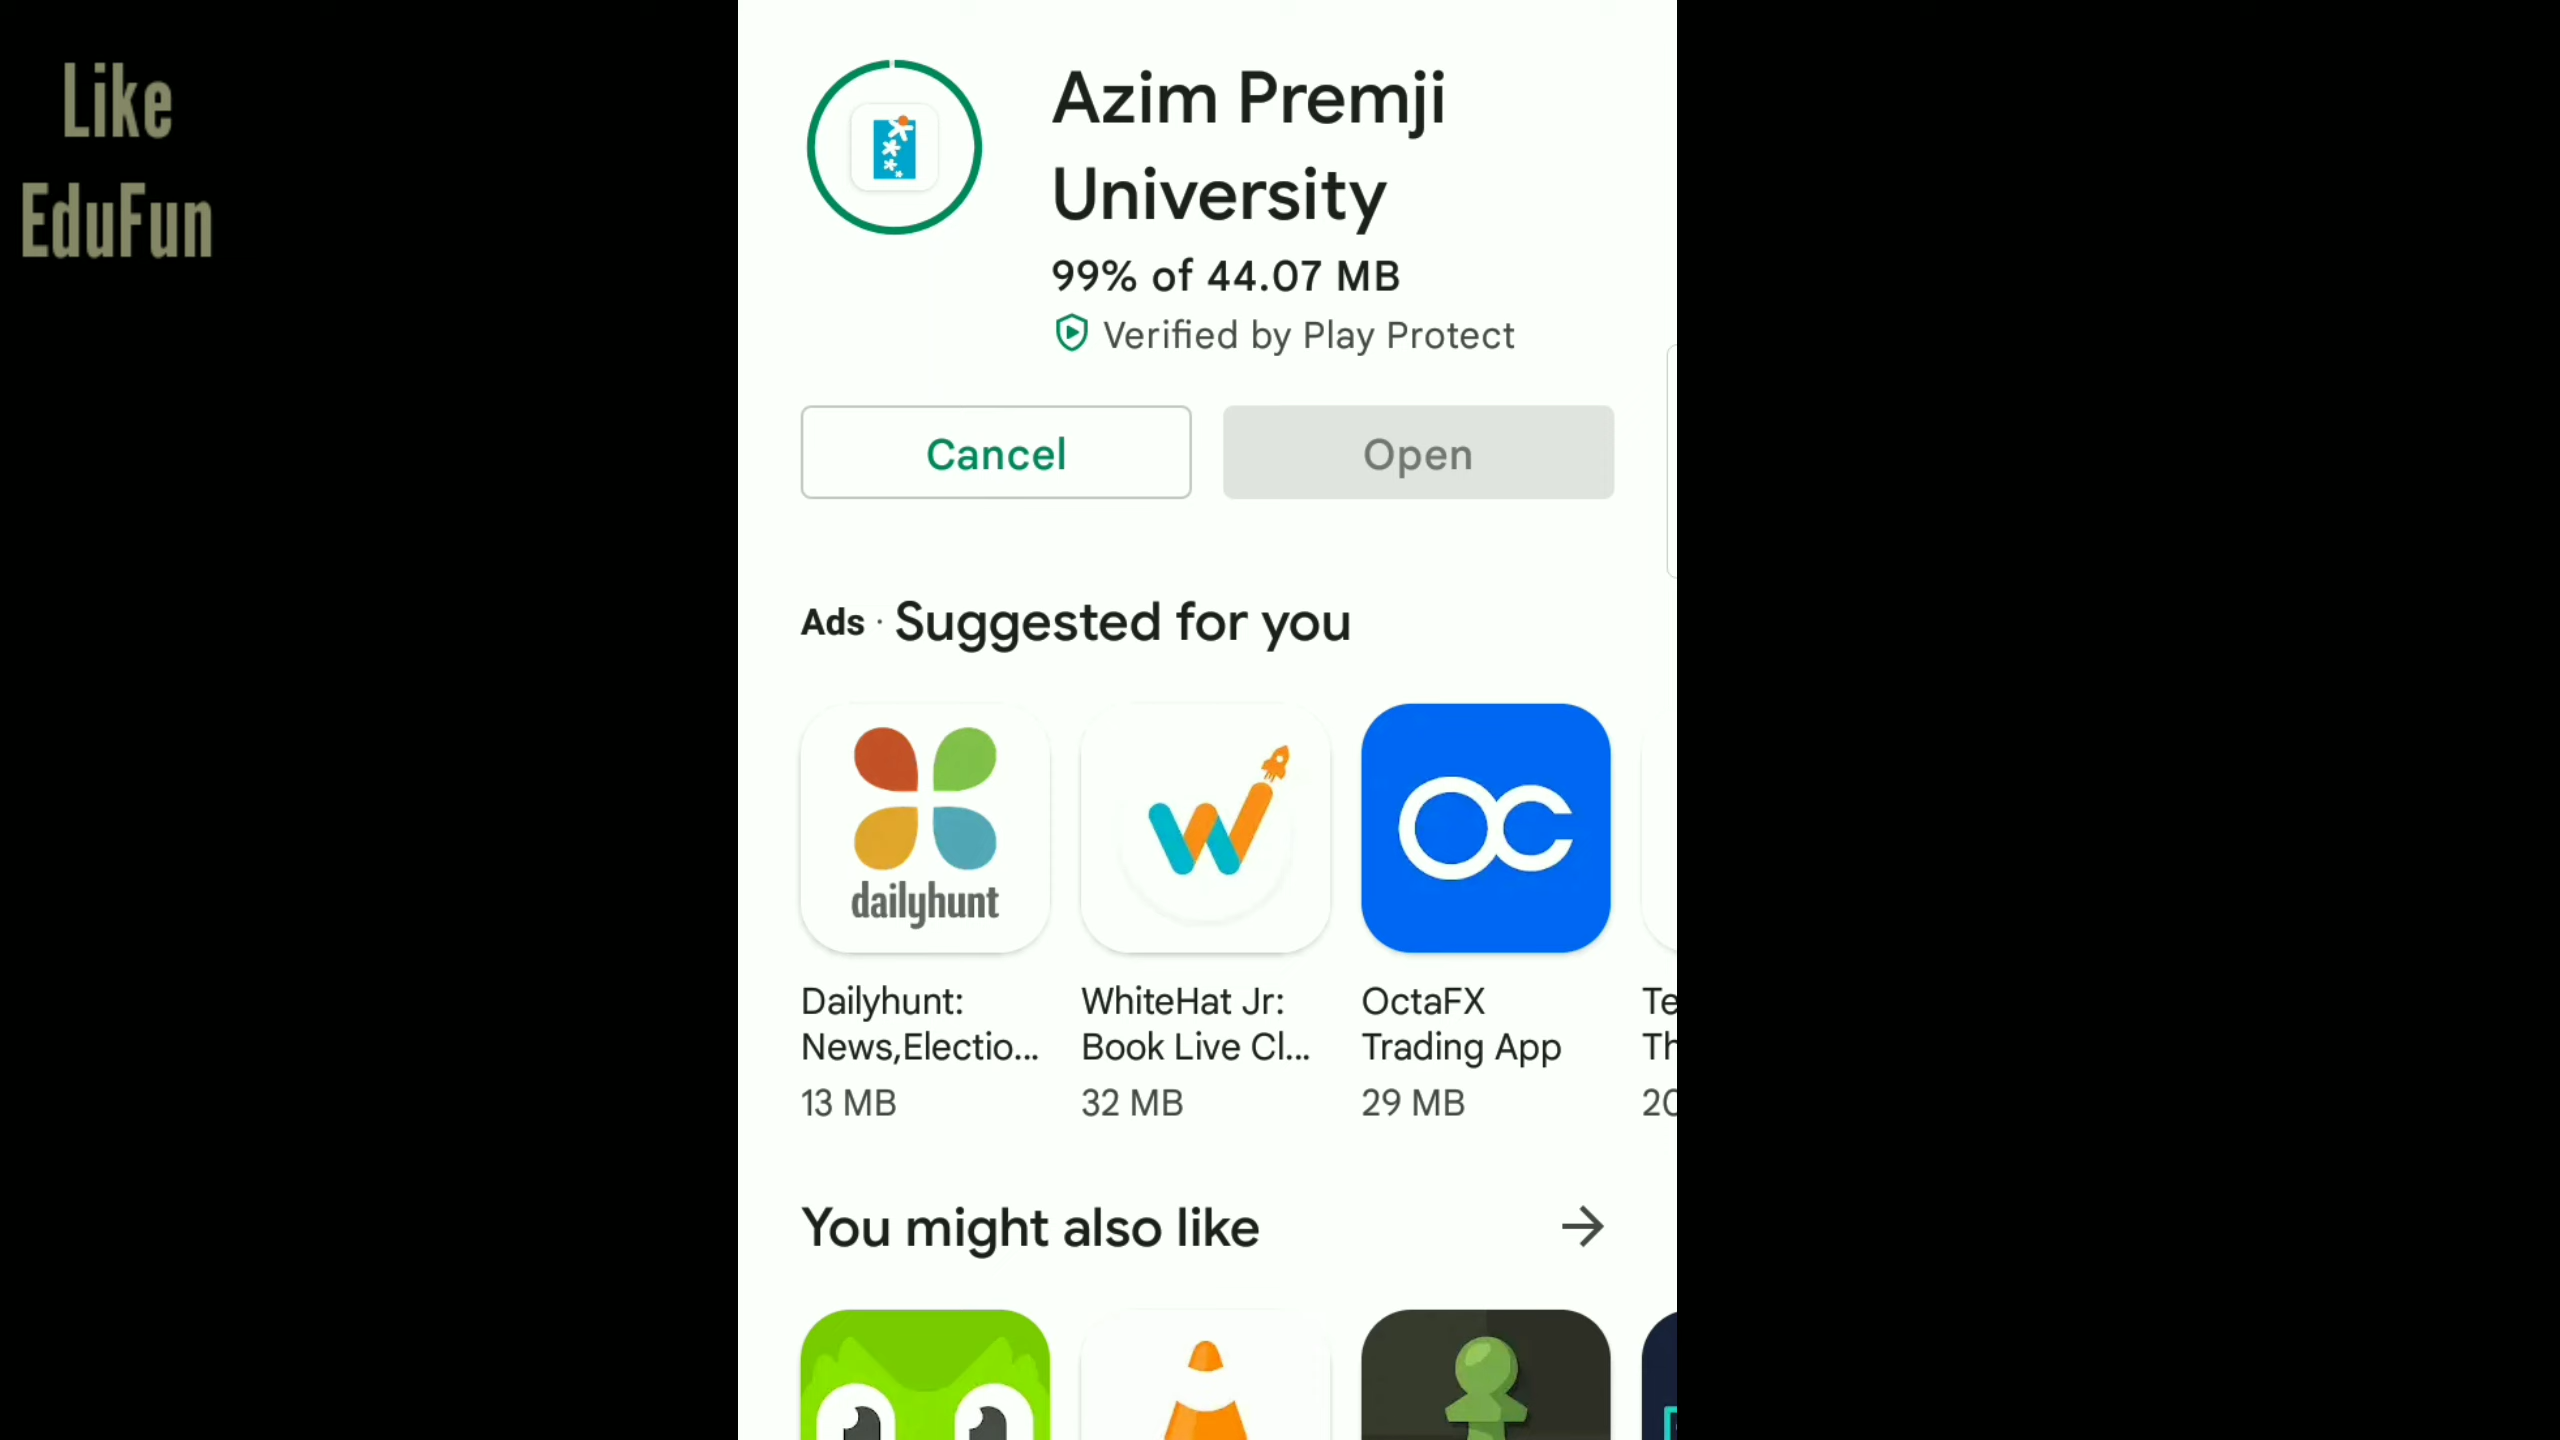 Like
EduFun
Azim Premji
University
99% of 44.07 MB
Verified by Play Protect
Cancel
Open
Ads · Suggested for you
dailyhunt
W
OC
Dailyhunt:
News,Electio...
13 MB
WhiteHat Jr:
Book Live Cl...
32 MB
OctaFX
Trading App
29 MB
You might also like